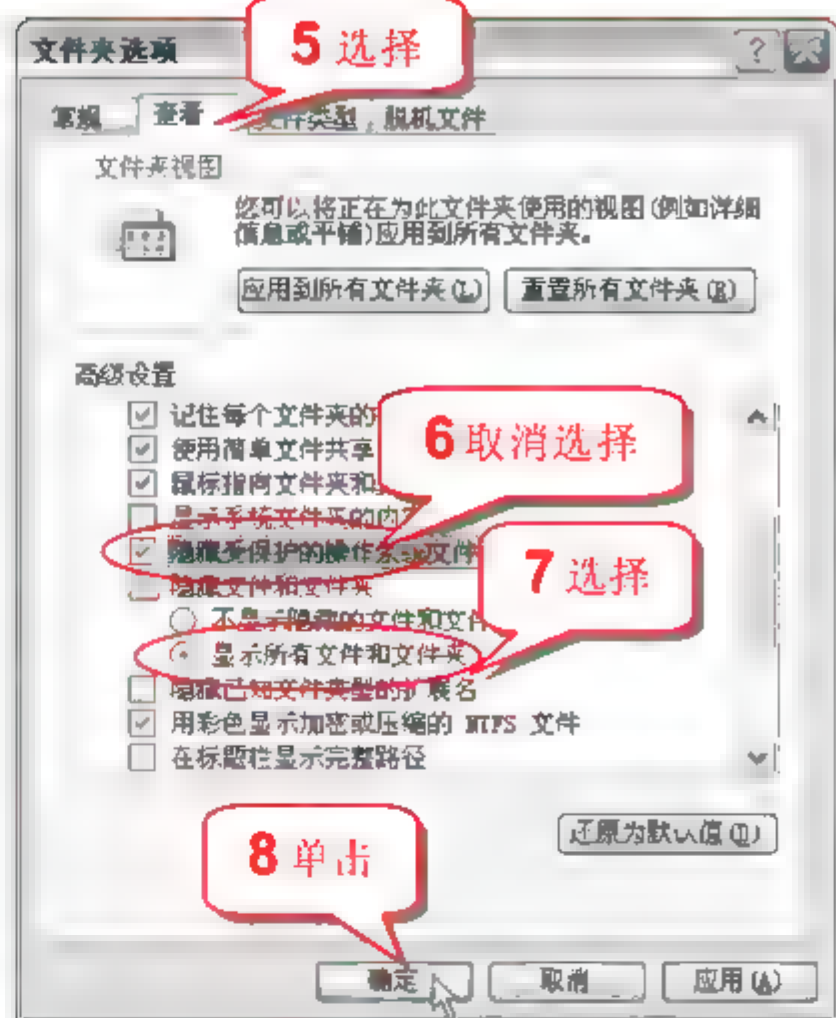 文件夹选项
5 选择
常规 查看 文件类型 脱机文件
文件夹视图
您可以将正在为此文件夹使用的视图(例如详细
信息或平铺)应用到所有文件夹。
应用到所有文件夹(L) 重置所有文件夹(R)
高级设置
记住每个文件夹的
使用简单文件共享
鼠标指向文件夹和
6 取消选择
显示系统文件夹的内
隐藏受保护的操作系统文件
7 选择
隐藏文件和文件夹
不显示隐藏的文件和文件
显示所有文件和文件夹
隐藏已知文件类型的扩展名
用彩色显示加密或压缩的 NTFS 文件
在标题栏显示完整路径
还原为默认值(D)
8 单击
确定 取消 应用(A)